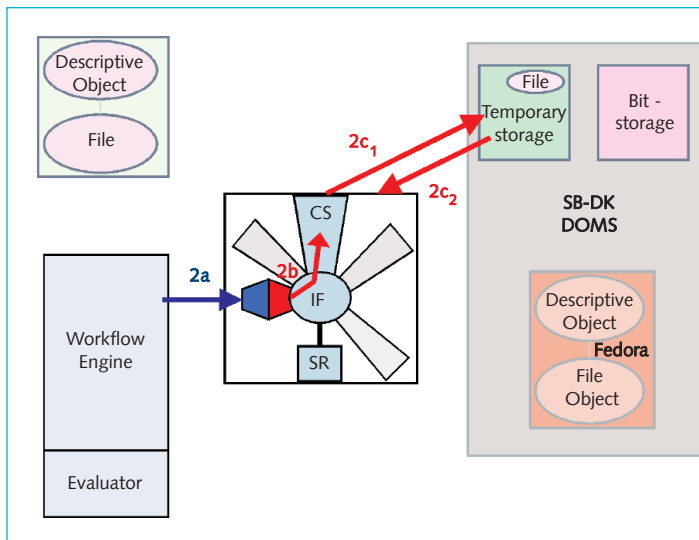 Descriptive
Object
File
File
Temporary
storage
Bit -
storage
2c1
2c2
SB-DK
DOMS
CS
2a
2b
IF
SR
Workflow
Engine
Evaluator
Descriptive
Object
Fedora
File
Object